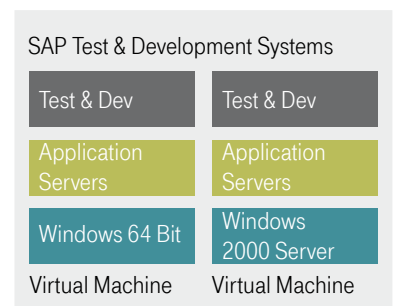 SAP Test & Development Systems
Test & Dev
Test & Dev
Application
Servers
Application
Servers
Windows 64 Bit
Windows
2000 Server
Virtual Machine
Virtual Machine